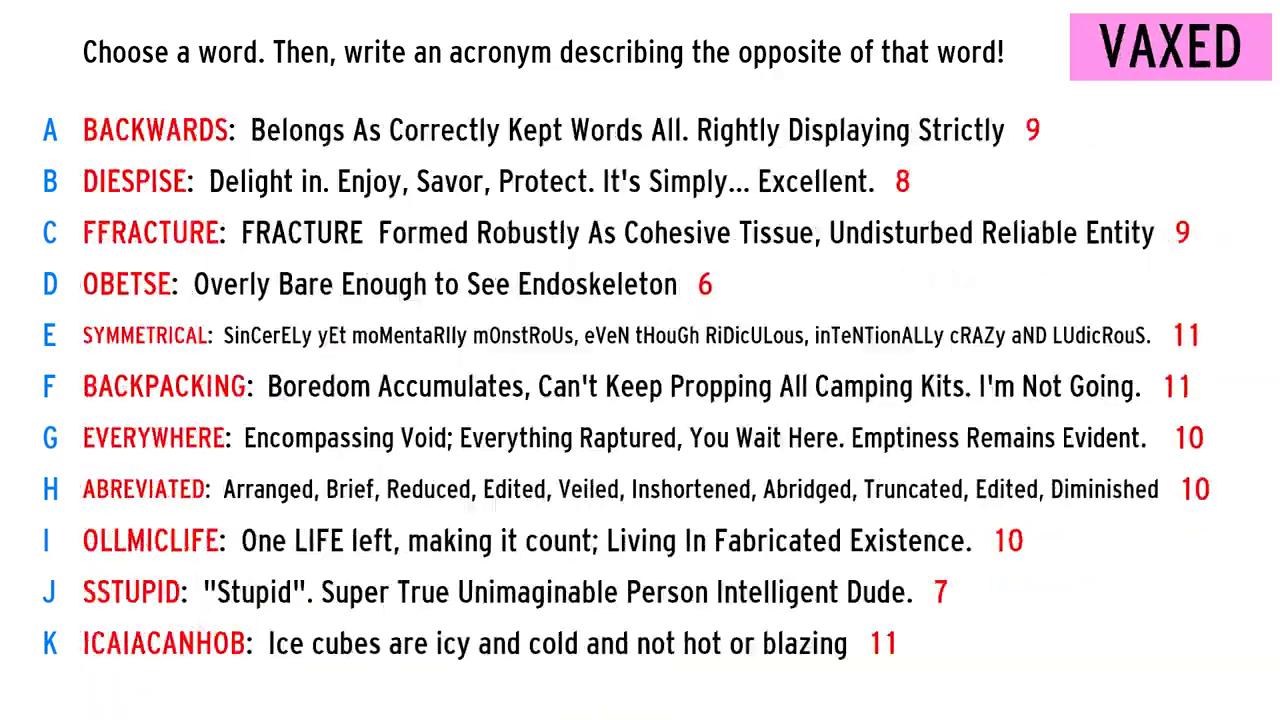 Choose a word. Then, write an acronym describing the opposite of that word!
VAXED
A BACKWARDS: Belongs As Correctly Kept Words All. Rightly Displaying Strictly 9
B DIESPISE: Delight in. Enjoy, Savor, Protect. It's Simply... Excellent. 8
C FFRACTURE: FRACTURE Formed Robustly As Cohesive Tissue, Undisturbed Reliable Entity 9
D OBETSE: Overly Bare Enough to See Endoskeleton 6
E SYMMETRICAL: SinCerELy yEt moMentaRIly mOnstRoUs, eVeN tHouGh RiDicULous, inTeNTionALLy cRAZy aND LUdicRouS. 11
F BACKPACKING: Boredom Accumulates, Can't Keep Propping All Camping Kits. I'm Not Going. 11
G EVERYWHERE: Encompassing Void; Everything Raptured, You Wait Here. Emptiness Remains Evident. 10
H ABREVIATED: Arranged, Brief, Reduced, Edited, Veiled, Inshortened, Abridged, Truncated, Edited, Diminished 10
I OLLMICLIFE: One LIFE left, making it count; Living In Fabricated Existence. 10
J SSTUPID: "Stupid". Super True Unimaginable Person Intelligent Dude. 7
K ICAIACANHOB: Ice cubes are icy and cold and not hot or blazing 11